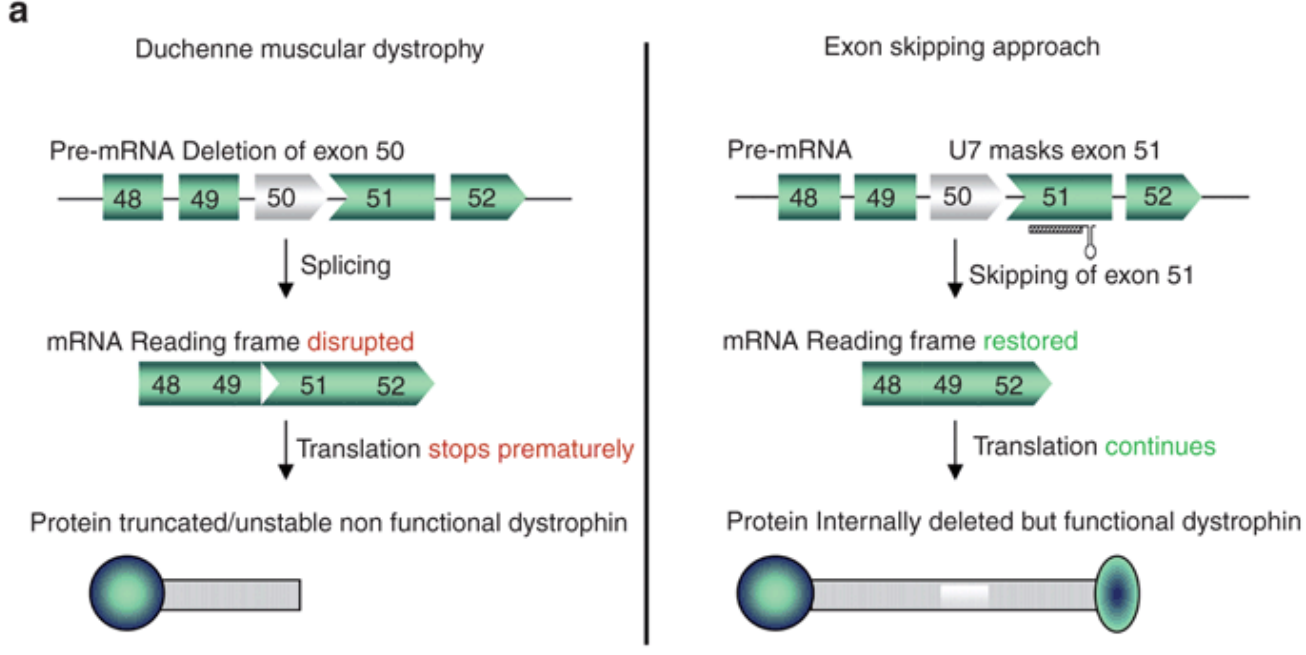 a
Duchenne muscular dystrophy
Pre-mRNA Deletion of exon 50
48 49 50 51 52
Splicing
mRNA Reading frame disrupted
48 49 51 52
Translation stops prematurely
Protein truncated/unstable non functional dystrophin
Exon skipping approach
Pre-mRNA U7 masks exon 51
48 49 50 51 52
Skipping of exon 51
mRNA Reading frame restored
48 49 52
Translation continues
Protein Internally deleted but functional dystrophin